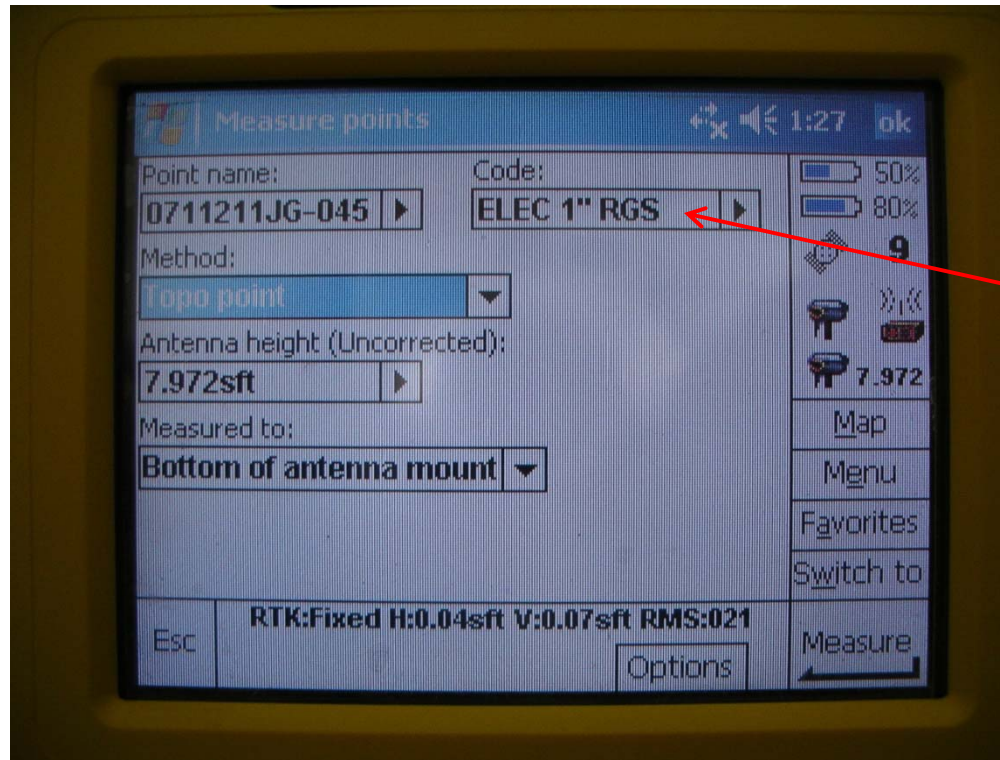 Measure points 1:27 ok
Point name: Code:
0711211JG-045 ELEC 1" RGS
50%
80%
Method:
9
Topo point
Antenna height (Uncorrected):
7.972sft
7.972
Measured to:
Bottom of antenna mount
Map
Menu
Favorites
Switch to
RTK:Fixed H:0.04sft V:0.07sft RMS:021
Esc
Options
Measure